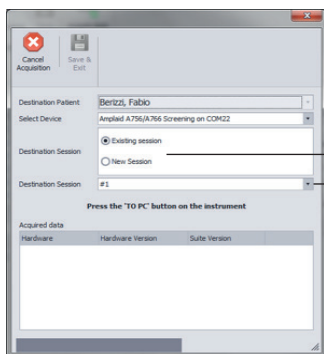 Cancel Acquisition
Save & Exit
Destination Patient
Berizzi, Fabio
Select Device
Amplaid A756/A766 Screening on COM22
Destination Session
Existing session
New Session
Destination Session
#1
Press the "TO PC" button on the instrument
Acquired data
Hardware
Hardware Version
Suite Version